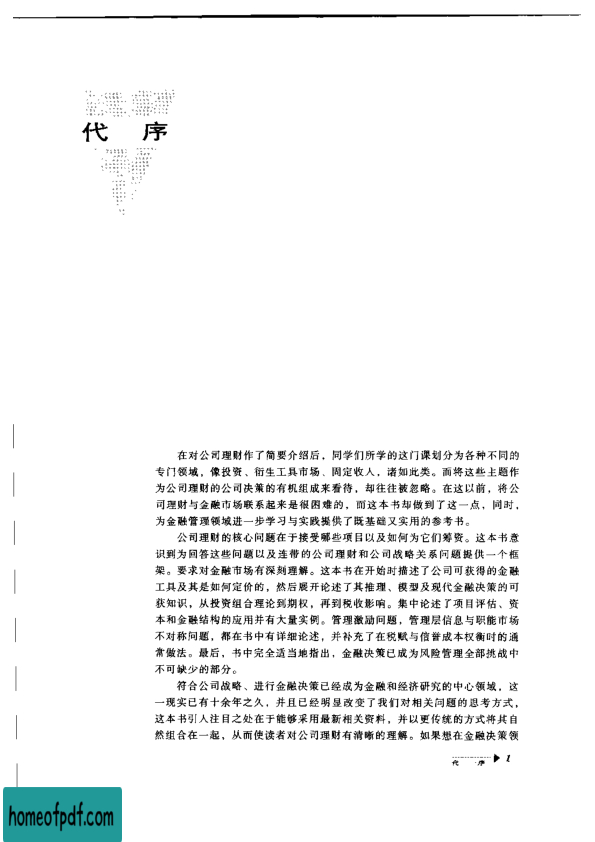 代 序
在对公司理财作了简要介绍后，同学们所学的这门课划分为各种不同的
专门领域，像投资、衍生工具市场、固定收入，诸如此类。而将这些主题作
为公司理财的公司决策的有机组成来看待，却往往被忽略。在这以前，将公
司理财与金融市场联系起来是很困难的，而这本书却做到了这一点，同时，
为金融管理领域进一步学习与实践提供了既基础又实用的参考书。
公司理财的核心问题在于接受哪些项目以及如何为它们筹资。这本书意
识到为回答这些问题以及连带的公司理财和公司战略关系问题提供一个框
架。要求对金融市场有深刻理解。这本书在开始时描述了公司可获得的金融
工具及其是如何定价的，然后展开论述了其推理、模型及现代金融决策的可
获知识，从投资组合理论到期权，再到税收影响。集中论述了项目评估、资
本和金融结构的应用并有大量实例。管理激励问题，管理层信息与职能市场
不对称问题，都在书中有详细论述，并补充了在税赋与信誉成本权衡时的通
常做法。最后，书中完全适当地指出，金融决策已成为风险管理全部挑战中
不可缺少的部分。
符合公司战略、进行金融决策已经成为金融和经济研究的中心领域，这
一现实已有十余年之久，并且已经明显改变了我们对相关问题的思考方式，
这本书引人注目之处在于能够采用最新相关资料，并以更传统的方式将其自
然组合在一起，从而使读者对公司理财有清晰的理解。如果想在金融决策领
代 序 1
homeofpdf.com